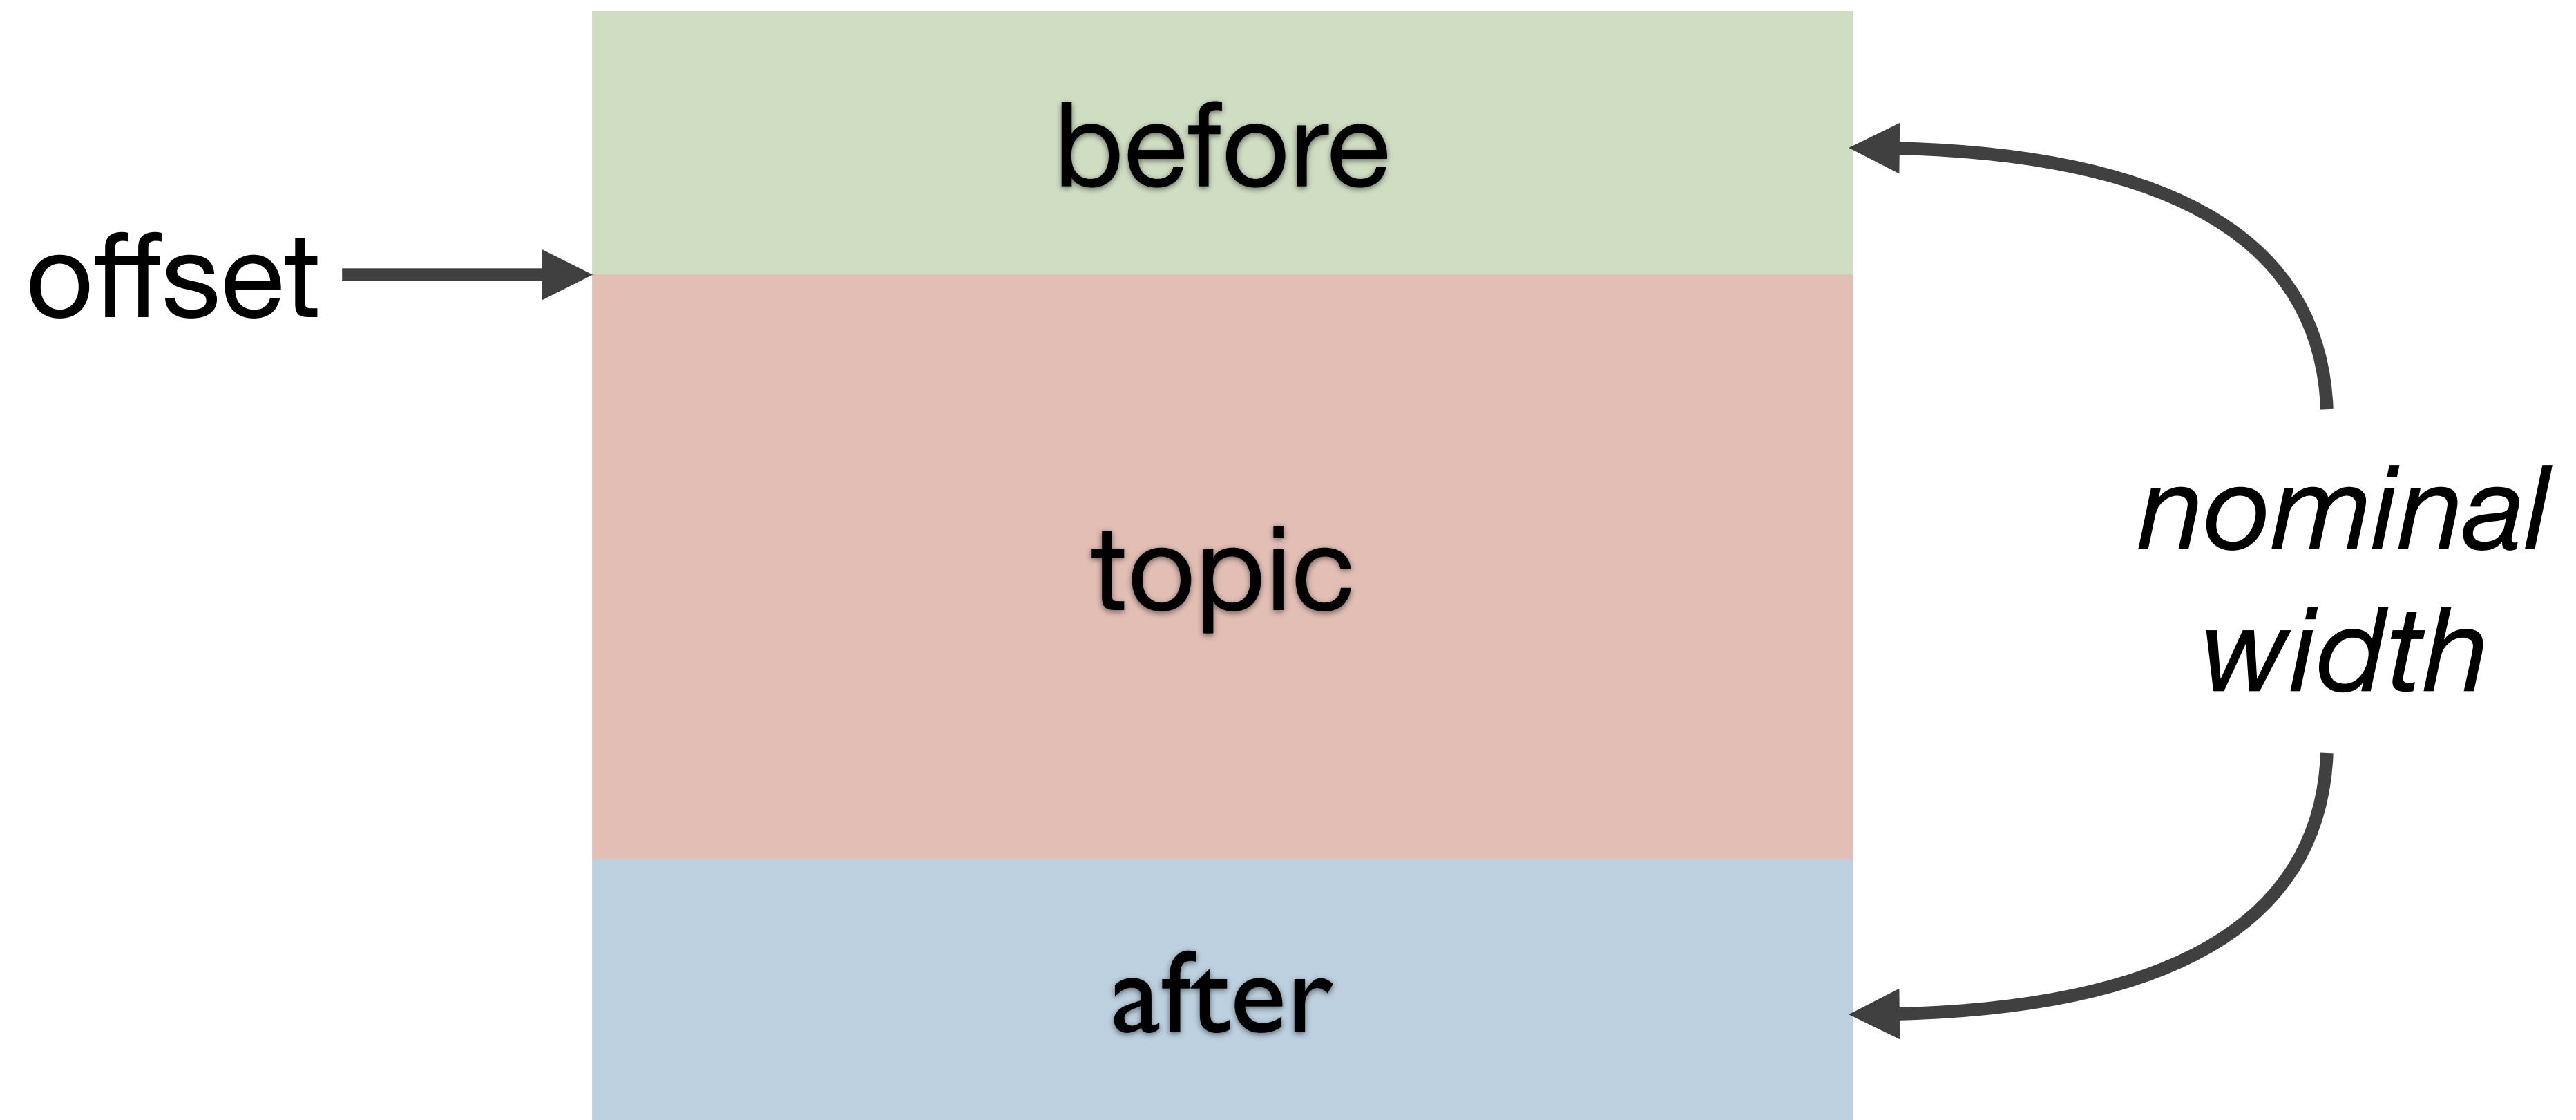 before
offset
topic
nominal
width
after